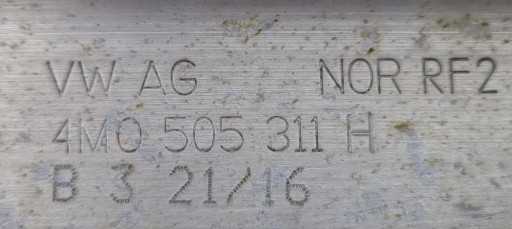 VW AG NOR RF2
4M0 505 311 H
B 3 21/16